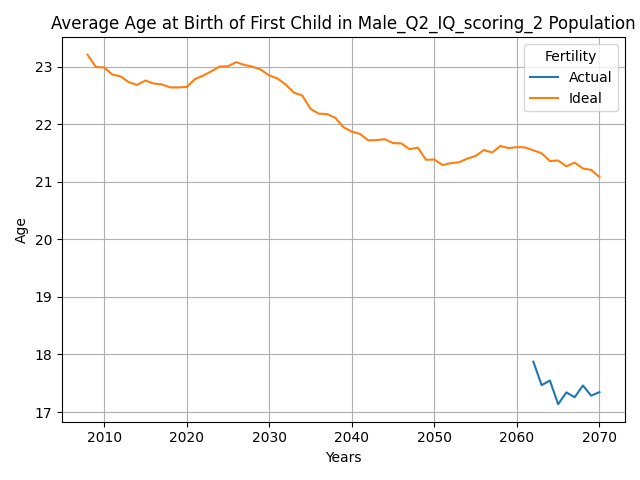 Average Age at Birth of First Child in Male_Q2_IQ_scoring_2 Population
Fertility
Actual
Ideal
Age
23
22
21
20
19
18
17
2010 2020 2030 2040 2050 2060 2070
Years